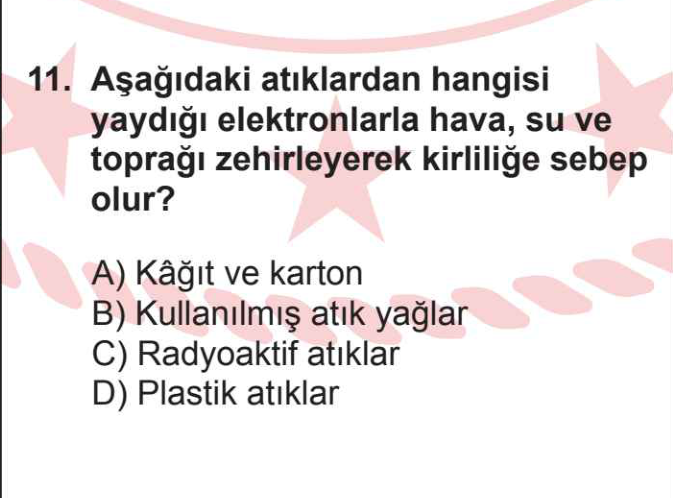 11. Aşağıdaki atıklardan hangisi
yaydığı elektronlarla hava, su ve
toprağı zehirleyerek kirliliğe sebep
olur?
A) Kâğıt ve karton
B) Kullanılmış atık yağlar
C) Radyoaktif atıklar
D) Plastik atıklar